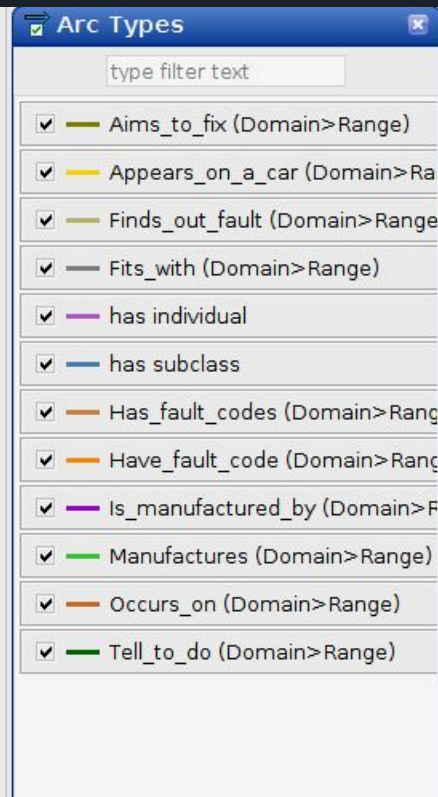 Arc Types
type filter text
Aims_to_fix (Domain>Range)
Appears_on_a_car (Domain>Ra
Finds_out_fault (Domain>Range
Fits_with (Domain>Range)
has individual
has subclass
Has_fault_codes (Domain>Rang
Have_fault_code (Domain>Rang
Is_manufactured_by (Domain>R
Manufactures (Domain>Range)
Occurs_on (Domain>Range)
Tell_to_do (Domain>Range)